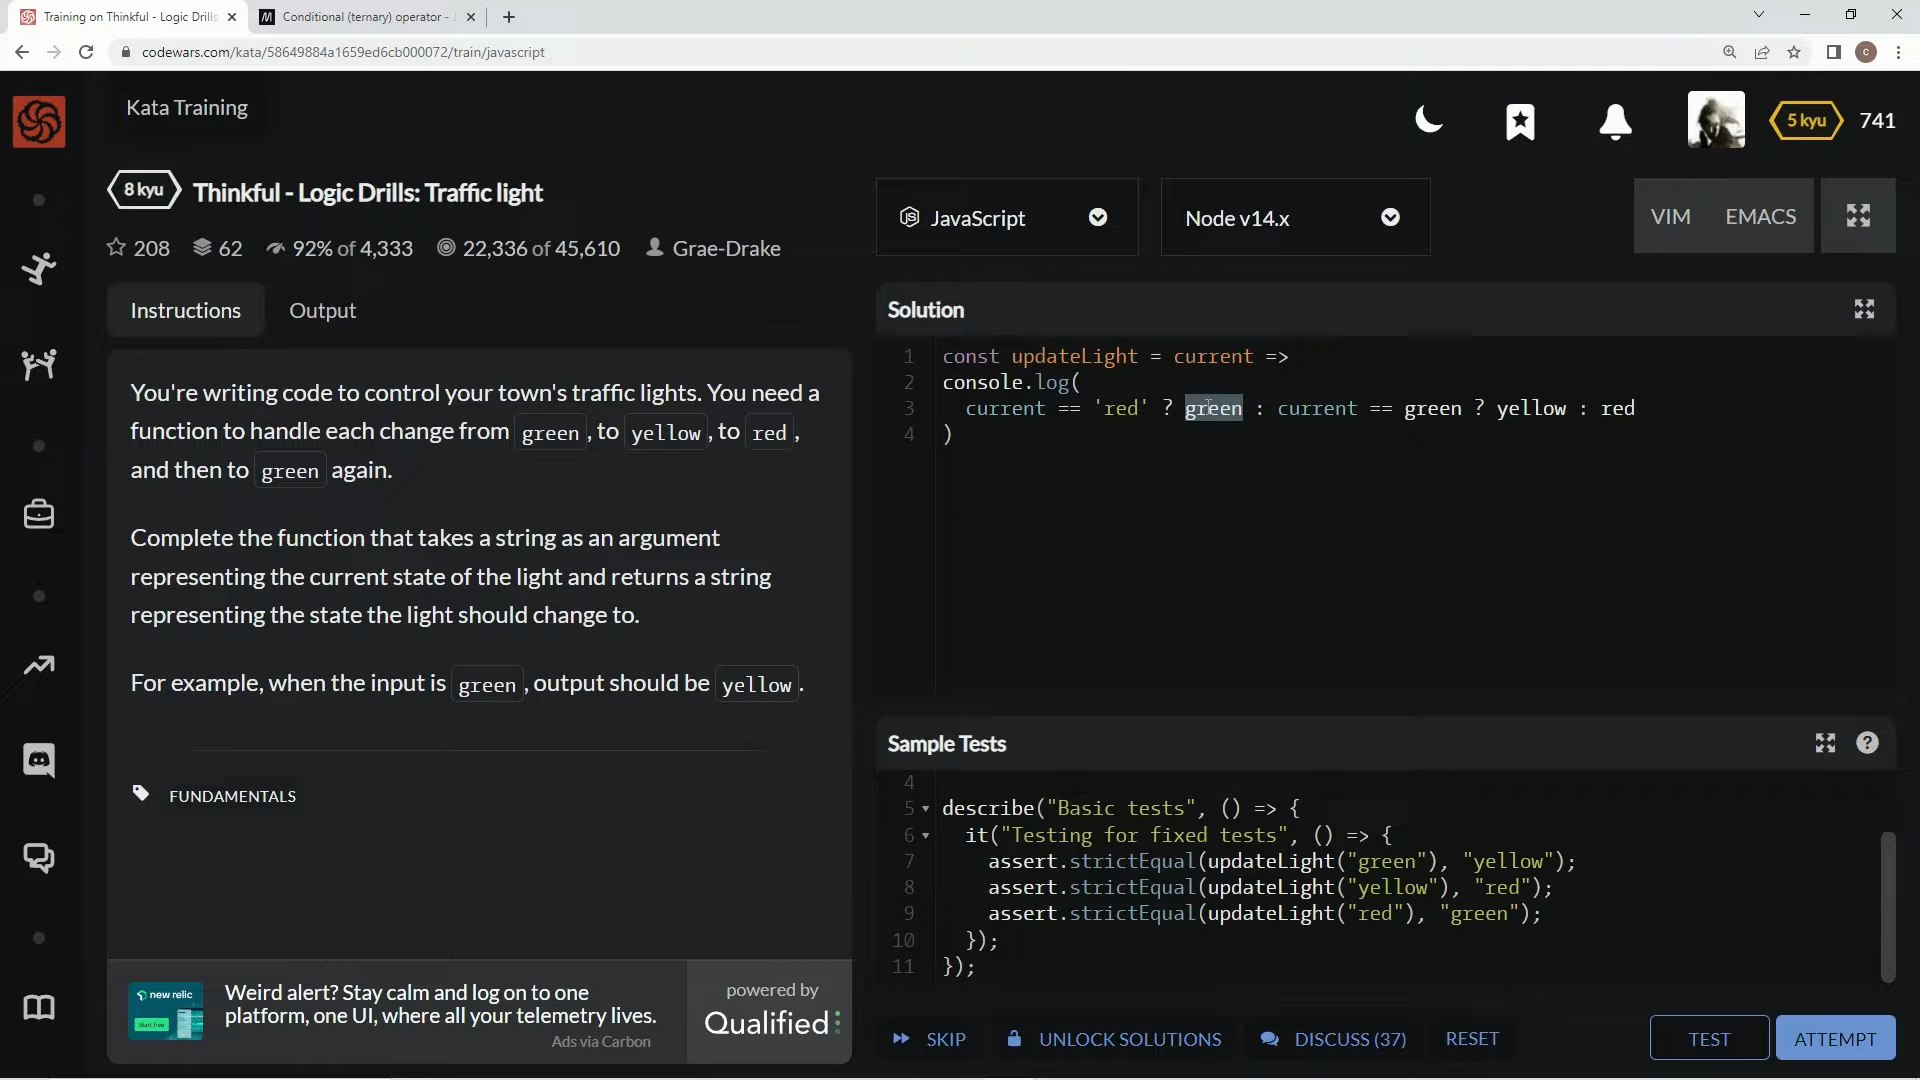 Training on Thinkful - Logic Drills
Conditional (ternary) operator -
codewars.com/kata/58649884a1659ed6cb000072/train/javascript
C
Kata Training
5 kyu
741
8 kyu
Thinkful - Logic Drills: Traffic light
208
62
92% of 4,333
22,336 of 45,610
Grae-Drake
JavaScript
Node v14.x
VIM
EMACS
Instructions
Output
You're writing code to control your town's traffic lights. You need a
function to handle each change from green, to yellow, to red,
and then to green again.
Complete the function that takes a string as an argument
representing the current state of the light and returns a string
representing the state the light should change to.
For example, when the input is green, output should be yellow.
FUNDAMENTALS
new relic
Start free
Weird alert? Stay calm and log on to one
platform, one UI, where all your telemetry lives.
Ads via Carbon
powered by
Qualified
Solution
1 const updateLight = current =>
2 console.log(
3 current == 'red' ? green : current == green ? yellow : red
4 )
Sample Tests
4
5 describe("Basic tests", () => {
6 it("Testing for fixed tests", () => {
7 assert.strictEqual(updateLight("green"), "yellow");
8 assert.strictEqual(updateLight("yellow"), "red");
9 assert.strictEqual(updateLight("red"), "green");
10 });
11 });
SKIP
UNLOCK SOLUTIONS
DISCUSS (37)
RESET
TEST
ATTEMPT